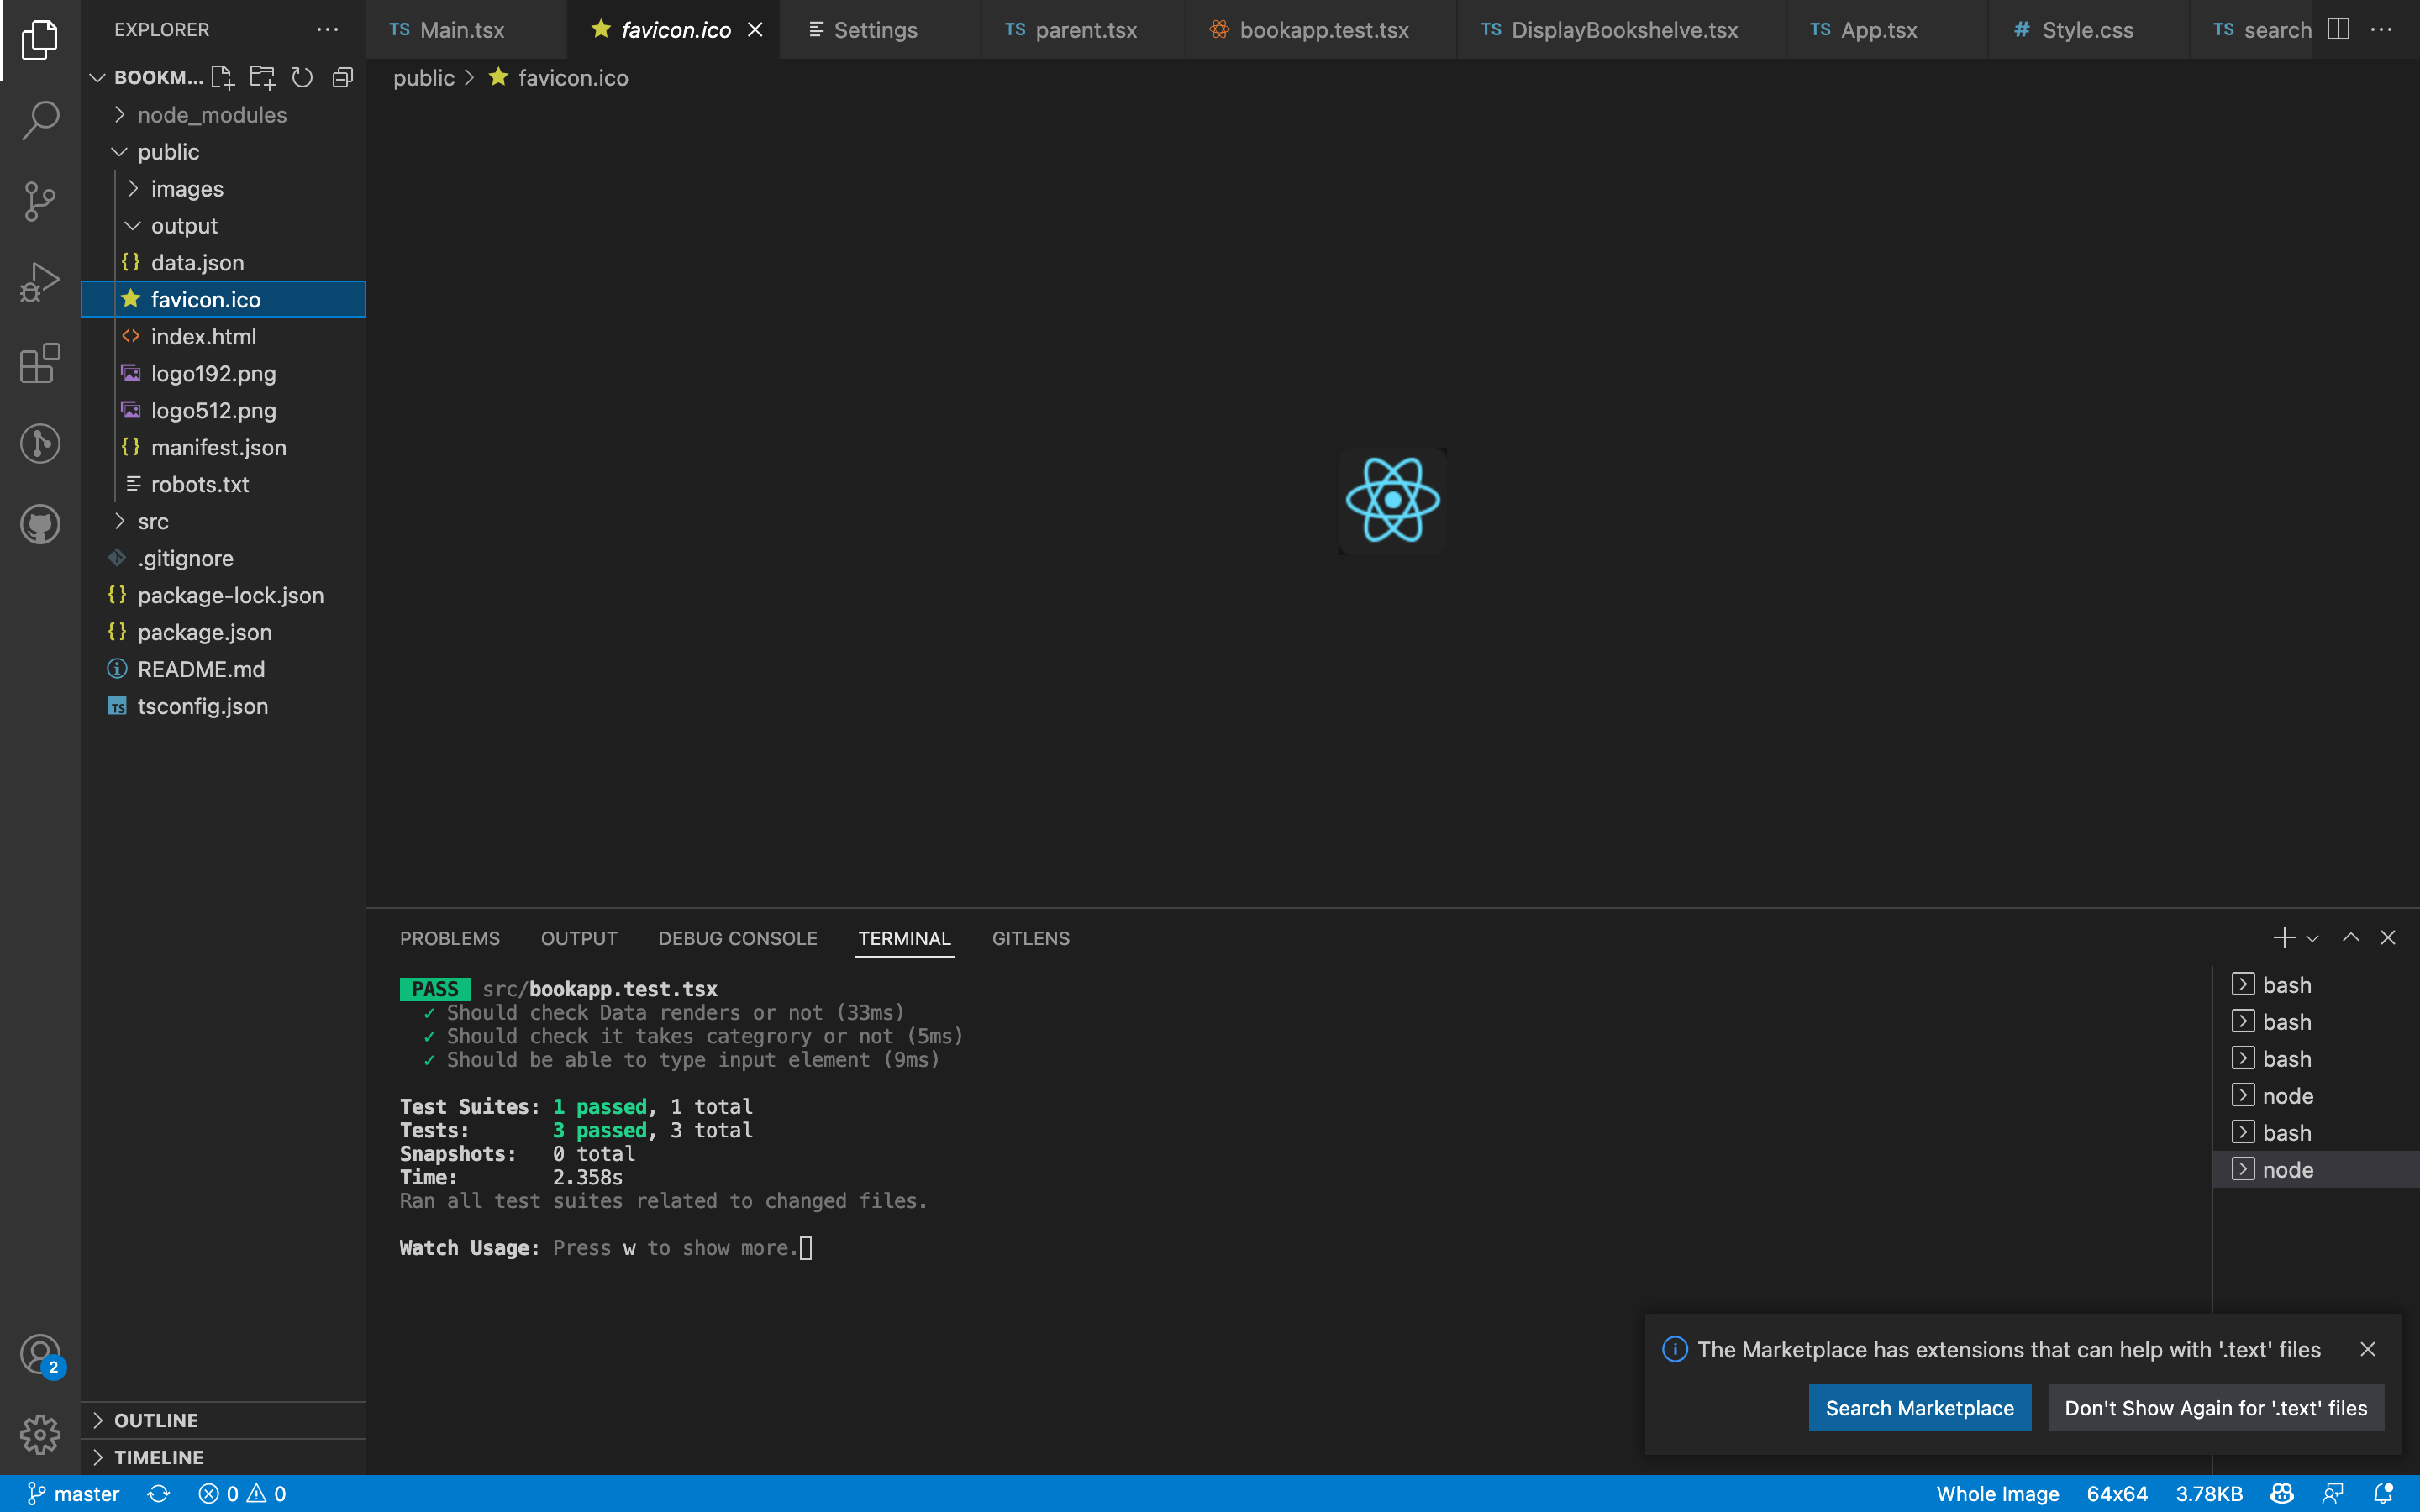 EXPLORER
TS Main.tsx
favicon.ico
Settings
TS parent.tsx
bookapp.test.tsx
TS DisplayBookshelve.tsx
TS App.tsx
# Style.css
TS search
BOOKM...
public > favicon.ico
node_modules
public
images
output
{} data.json
favicon.ico
<> index.html
logo192.png
logo512.png
{} manifest.json
robots.txt
src
.gitignore
{} package-lock.json
{} package.json
README.md
TS tsconfig.json
PROBLEMS OUTPUT DEBUG CONSOLE TERMINAL GITLENS
PASS src/bookapp.test.tsx
✓ Should check Data renders or not (33ms)
✓ Should check it takes categrory or not (5ms)
✓ Should be able to type input element (9ms)
Test Suites: 1 passed, 1 total
Tests: 3 passed, 3 total
Snapshots: 0 total
Time: 2.358s
Ran all test suites related to changed files.
Watch Usage: Press w to show more.
bash
bash
bash
node
bash
node
The Marketplace has extensions that can help with '.text' files
Search Marketplace
Don't Show Again for '.text' files
2
OUTLINE
TIMELINE
master 0 0
Whole Image 64x64 3.78KB